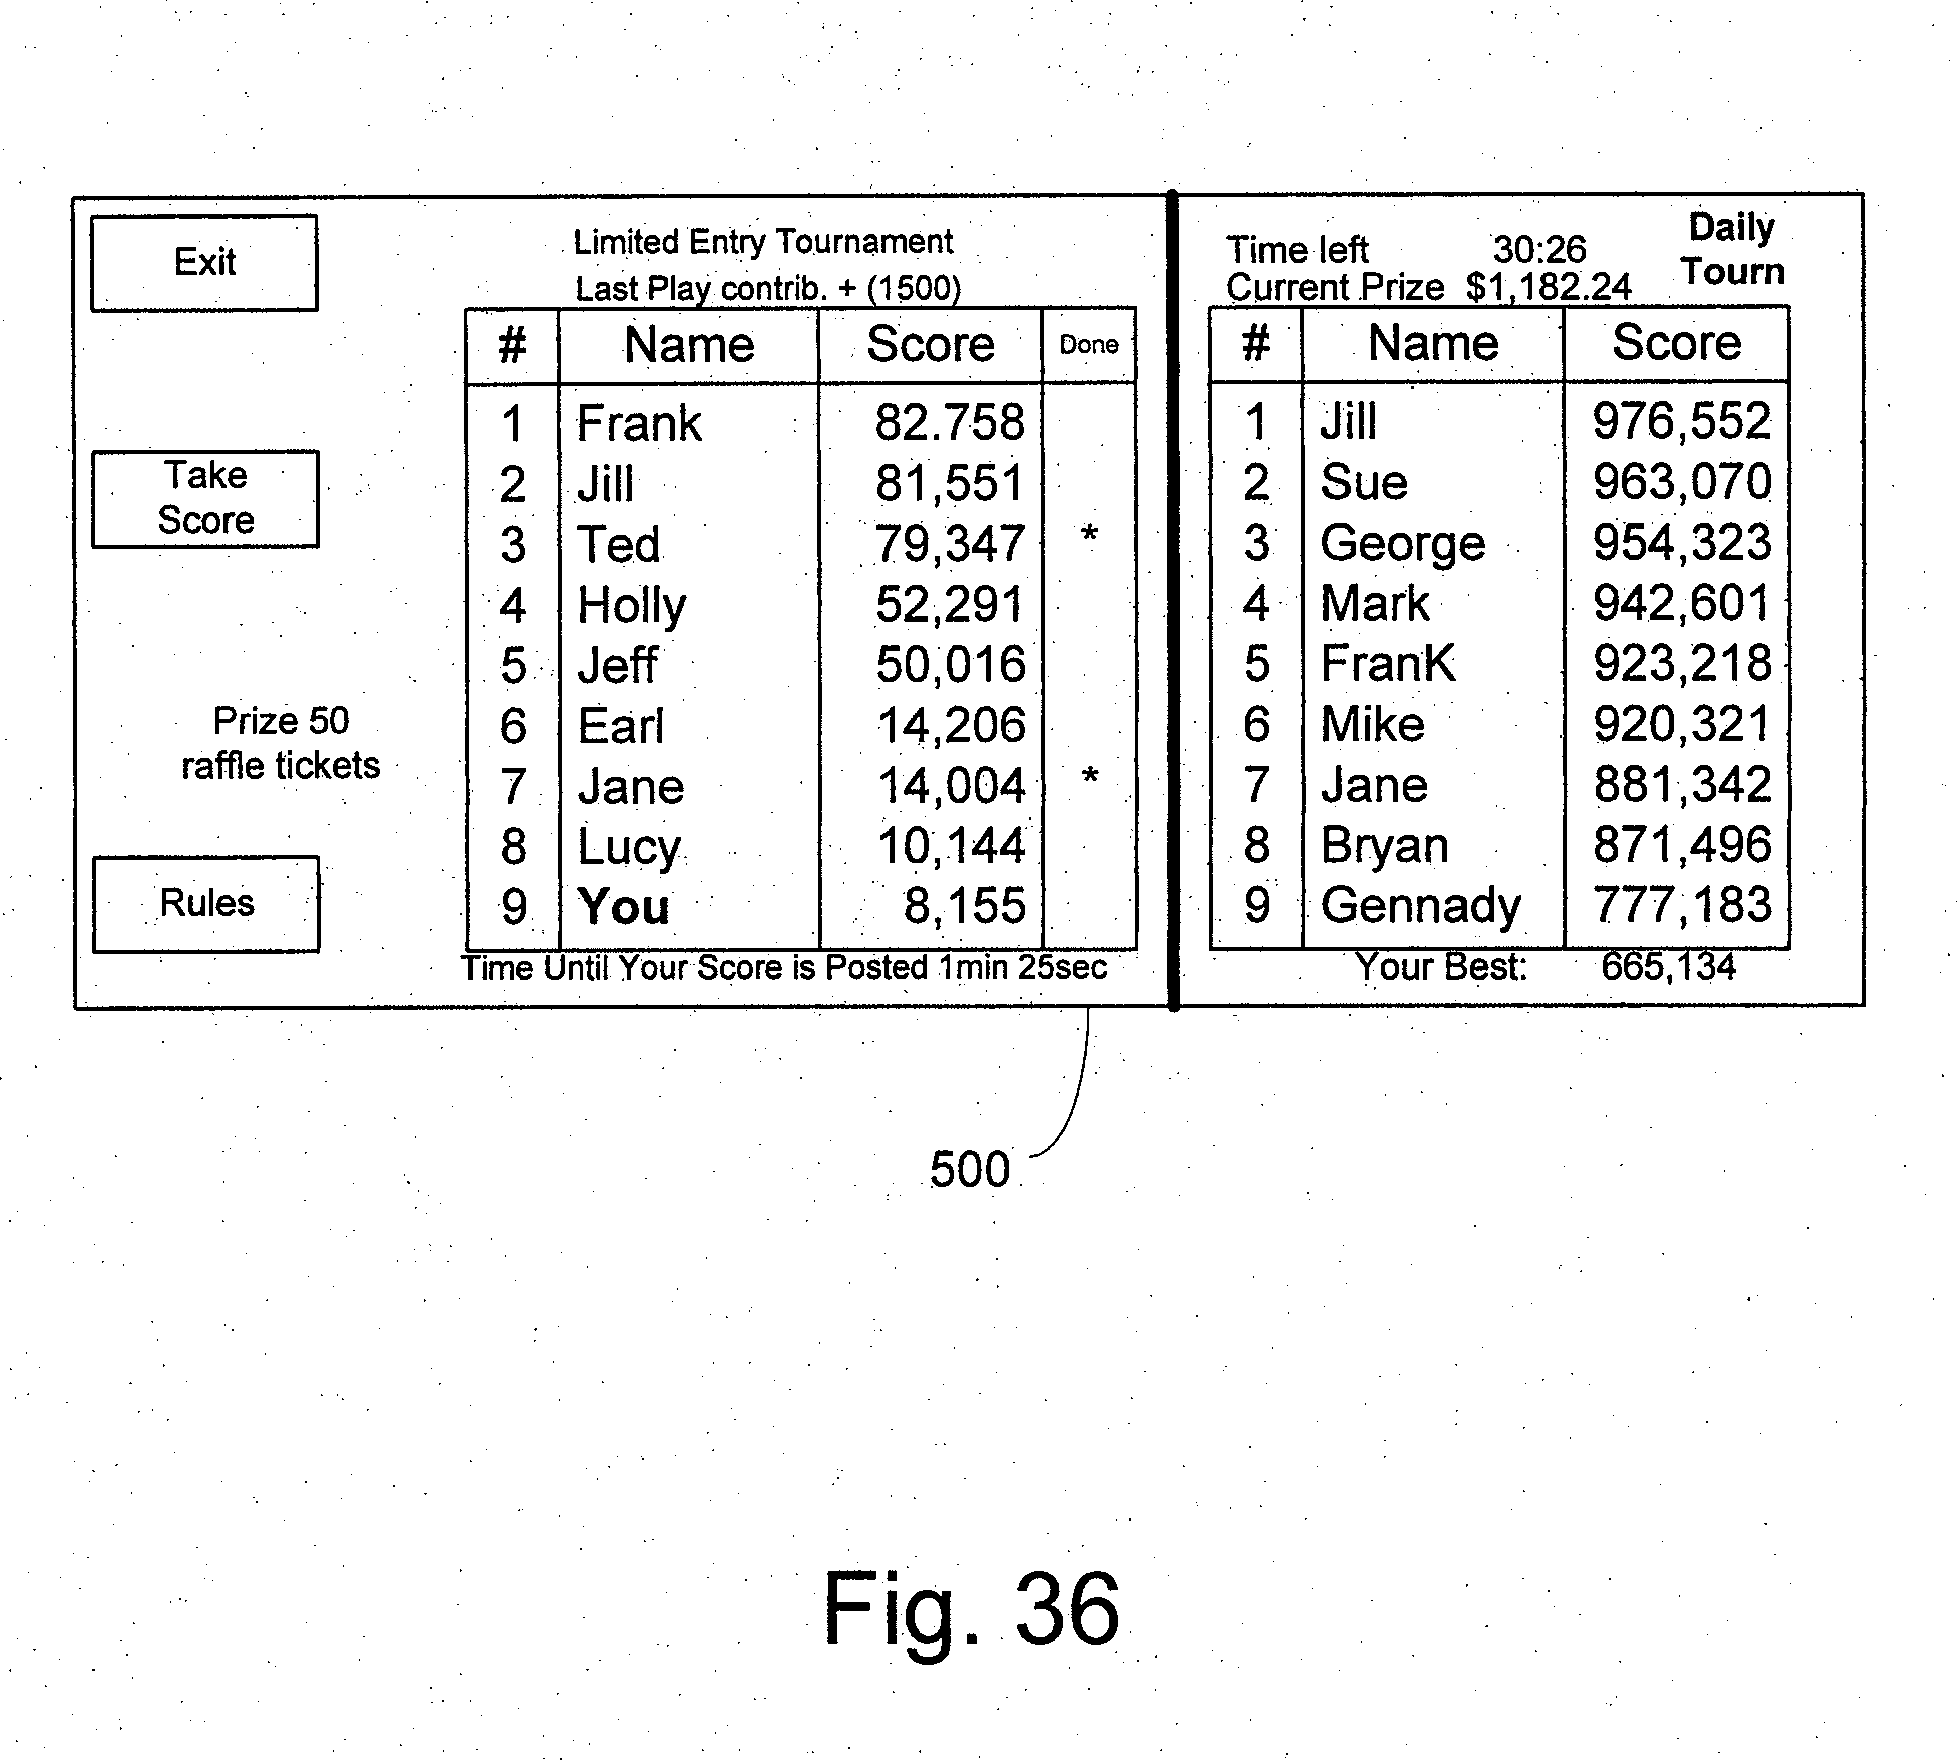 Exit
Take
Score
Prize 50
raffle tickets
Rules
Limited Entry Tournament
Last Play contrib. + (1500)
# Name Score Done
1 Frank 82.758
2 Jill 81,551
3 Ted 79,347 *
4 Holly 52,291
5 Jeff 50,016
6 Earl 14,206
7 Jane 14,004 *
8 Lucy 10,144
9 You 8,155
Time Until Your Score is Posted 1min 25sec
Daily
Tourn
Time left 30:26
Current Prize $1,182.24
# Name Score
1 Jill 976,552
2 Sue 963,070
3 George 954,323
4 Mark 942,601
5 FranK 923,218
6 Mike 920,321
7 Jane 881,342
8 Bryan 871,496
9 Gennady 777,183
Your Best: 665,134
500
Fig. 36